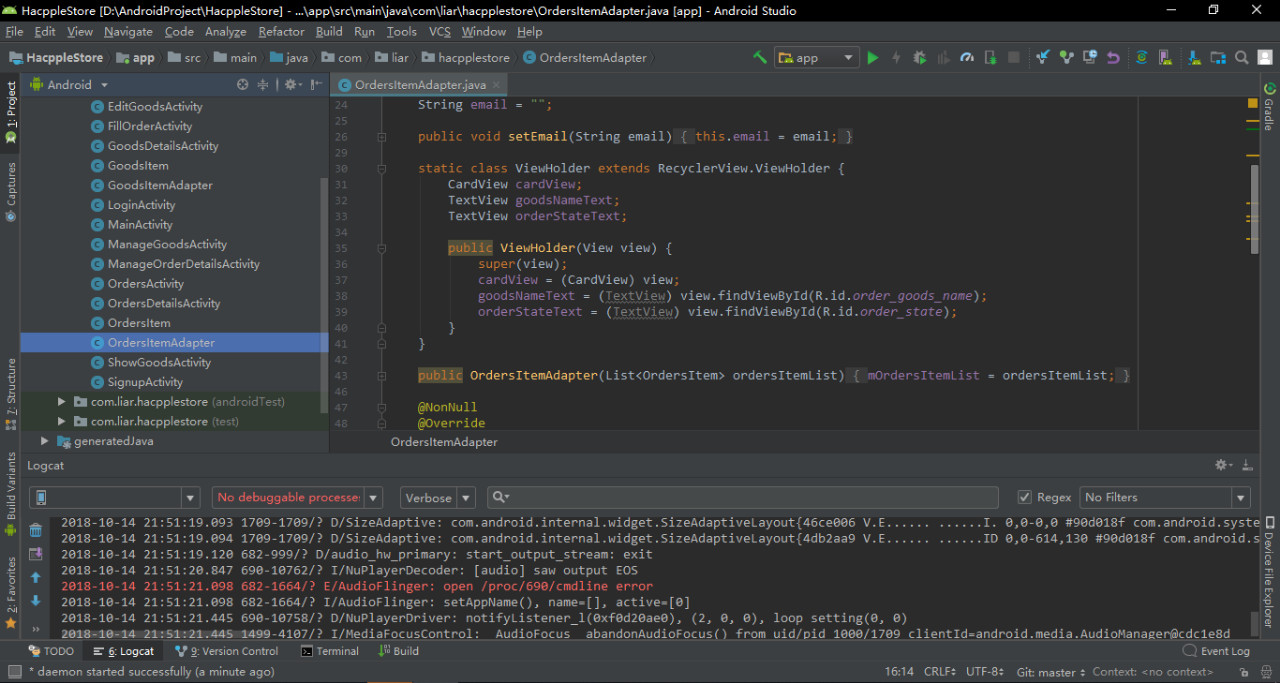 HacppleStore [D:\AndroidProject\HacppleStore] - ...\app\src\main\java\com\liar\hacpplestore\OrdersItemAdapter.java [app] - Android Studio
File Edit View Navigate Code Analyze Refactor Build Run Tools VCS Window Help
HacppleStore app src main java com liar hacpplestore OrdersItemAdapter app
1: Project
Captures
7: Structure
Build Variants
2: Favorites
Android
EditGoodsActivity
FillOrderActivity
GoodsDetailsActivity
GoodsItem
GoodsItemAdapter
LoginActivity
MainActivity
ManageGoodsActivity
ManageOrderDetailsActivity
OrdersActivity
OrdersDetailsActivity
OrdersItem
OrdersItemAdapter
ShowGoodsActivity
SignupActivity
com.liar.hacpplestore (androidTest)
com.liar.hacpplestore (test)
generatedJava
OrdersItemAdapter.java
24 String email = "";
25
26 public void setEmail(String email) { this.email = email; }
29
30 static class ViewHolder extends RecyclerView.ViewHolder {
31 CardView cardView;
32 TextView goodsNameText;
33 TextView orderStateText;
34
35 public ViewHolder(View view) {
36 super(view);
37 cardView = (CardView) view;
38 goodsNameText = (TextView) view.findViewById(R.id.order_goods_name);
39 orderStateText = (TextView) view.findViewById(R.id.order_state);
40 }
41 }
42
43 public OrdersItemAdapter(List<OrdersItem> ordersItemList) { mOrdersItemList = ordersItemList; }
46
47 @NonNull
48 @Override
OrdersItemAdapter
Gradle
Device File Explorer
Logcat
No debuggable processe Verbose Regex No Filters
2018-10-14 21:51:19.093 1709-1709/? D/SizeAdaptive: com.android.internal.widget.SizeAdaptiveLayout{46ce006 V.E...... ......I. 0,0-0,0 #90d018f com.android.syste
2018-10-14 21:51:19.094 1709-1709/? D/SizeAdaptive: com.android.internal.widget.SizeAdaptiveLayout{4db2aa9 V.E...... ......ID 0,0-614,130 #90d018f com.android.s
2018-10-14 21:51:19.120 682-999/? D/audio_hw_primary: start_output_stream: exit
2018-10-14 21:51:20.847 690-10762/? I/NuPlayerDecoder: [audio] saw output EOS
2018-10-14 21:51:21.098 682-1664/? E/AudioFlinger: open /proc/690/cmdline error
2018-10-14 21:51:21.098 682-1664/? I/AudioFlinger: setAppName(), name=[], active=[0]
2018-10-14 21:51:21.445 690-10758/? D/NuPlayerDriver: notifyListener_l(0xf0d20ae0), (2, 0, 0), loop setting(0, 0)
2018-10-14 21:51:21.445 1499-4107/? I/MediaFocusControl: AudioFocus abandonAudioFocus() from uid/pid 1000/1709 clientId=android.media.AudioManager@cdc1e8d
TODO 6: Logcat 9: Version Control Terminal Build Event Log
* daemon started successfully (a minute ago) 16:14 CRLF UTF-8 Git: master Context: <no context>